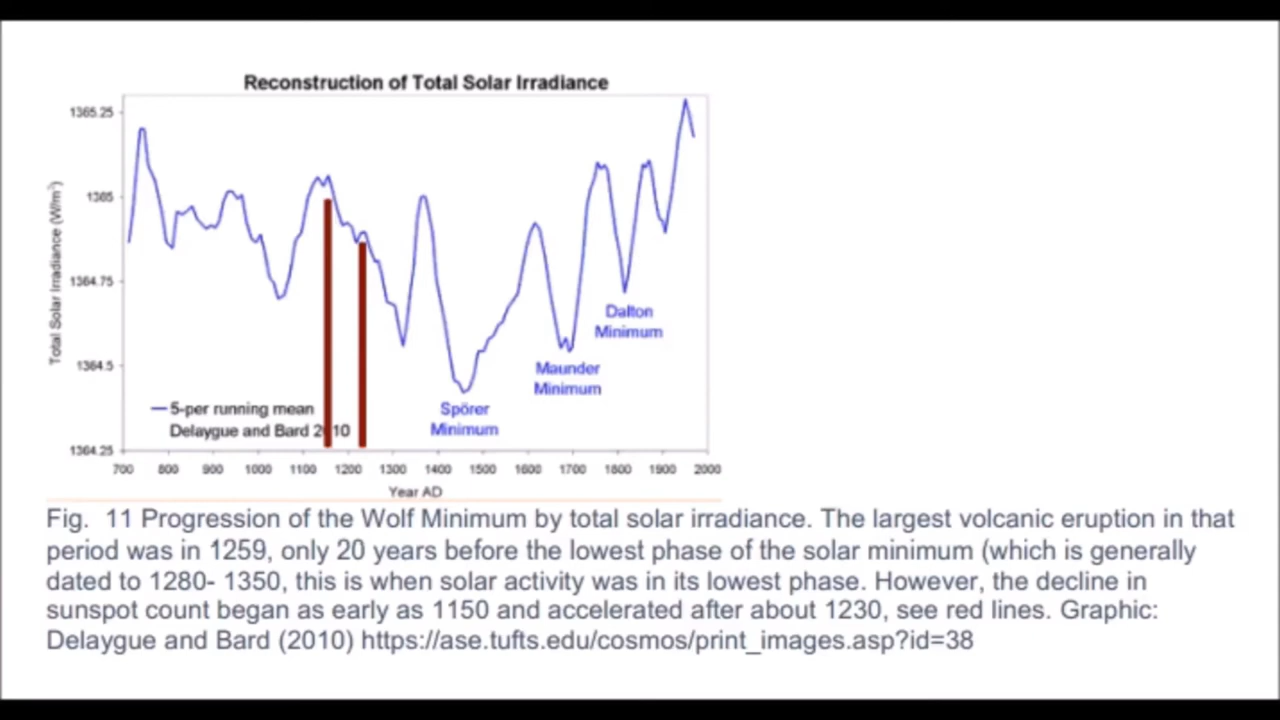 Reconstruction of Total Solar Irradiance
Total Solar Irradiance (W/m²)
1365.25
1365
1364.75
1364.5
1364.25
Dalton
Minimum
Maunder
Minimum
Spörer
Minimum
5-per running mean
Delaygue and Bard 2010
700 800 900 1000 1100 1200 1300 1400 1500 1600 1700 1800 1900 2000
Year AD
Fig. 11 Progression of the Wolf Minimum by total solar irradiance. The largest volcanic eruption in that
period was in 1259, only 20 years before the lowest phase of the solar minimum (which is generally
dated to 1280- 1350, this is when solar activity was in its lowest phase. However, the decline in
sunspot count began as early as 1150 and accelerated after about 1230, see red lines. Graphic:
Delaygue and Bard (2010) https://ase.tufts.edu/cosmos/print_images.asp?id=38